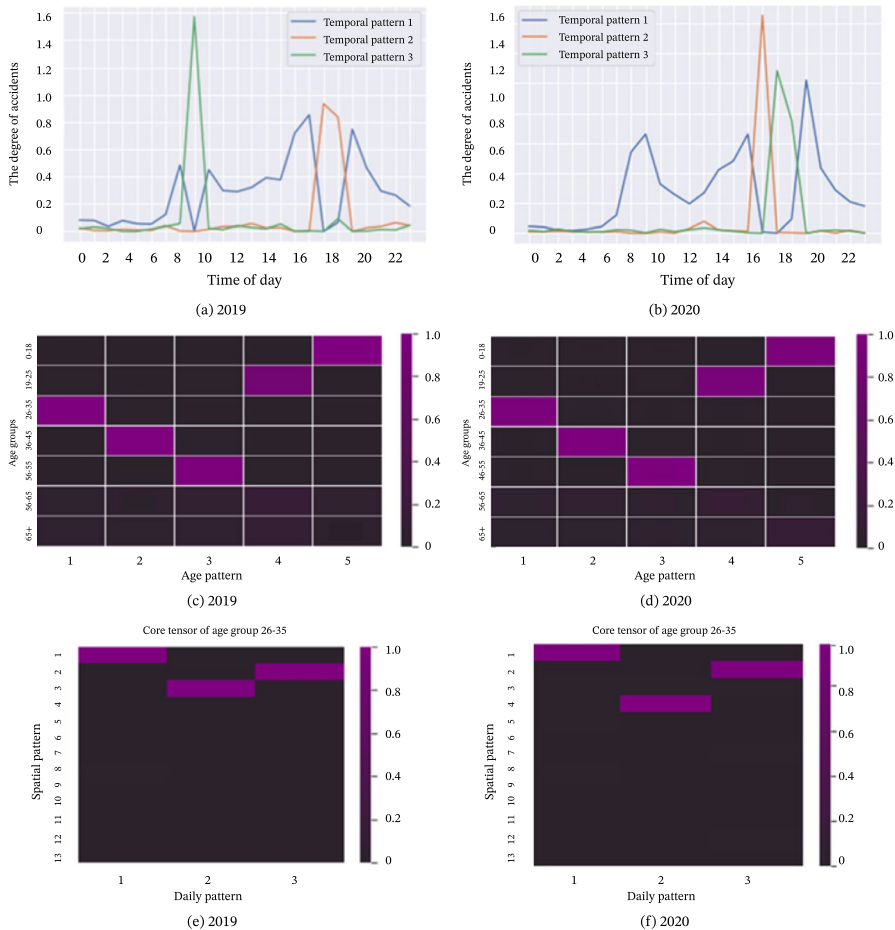 1.6
1.4
1.2
1.0
0.8
0.6
0.4
0.2
0
The degree of accidents
Temporal pattern 1
Temporal pattern 2
Temporal pattern 3
0 2 4 6 8 10 12 14 16 18 20 22
Time of day
(a) 2019
1.6
1.4
1.2
1.0
0.8
0.6
0.4
0.2
0
The degree of accidents
Temporal pattern 1
Temporal pattern 2
Temporal pattern 3
0 2 4 6 8 10 12 14 16 18 20 22
Time of day
(b) 2020
Age groups
0-18
19-25
26-35
36-45
56-55
56-65
65+
1 2 3 4 5
Age pattern
1.0
0.8
0.6
0.4
0.2
0
(c) 2019
Age groups
0-18
19-25
26-35
36-45
46-55
56-65
65+
1 2 3 4 5
Age pattern
1.0
0.8
0.6
0.4
0.2
0
(d) 2020
Core tensor of age group 26-35
Spatial pattern
1
2
3
4
5
6
7
8
9
10
11
12
13
1 2 3
Daily pattern
1.0
0.8
0.6
0.4
0.2
0
(e) 2019
Core tensor of age group 26-35
Spatial pattern
1
2
3
4
5
6
7
8
9
10
11
12
13
1 2 3
Daily pattern
1.0
0.8
0.6
0.4
0.2
0
(f) 2020